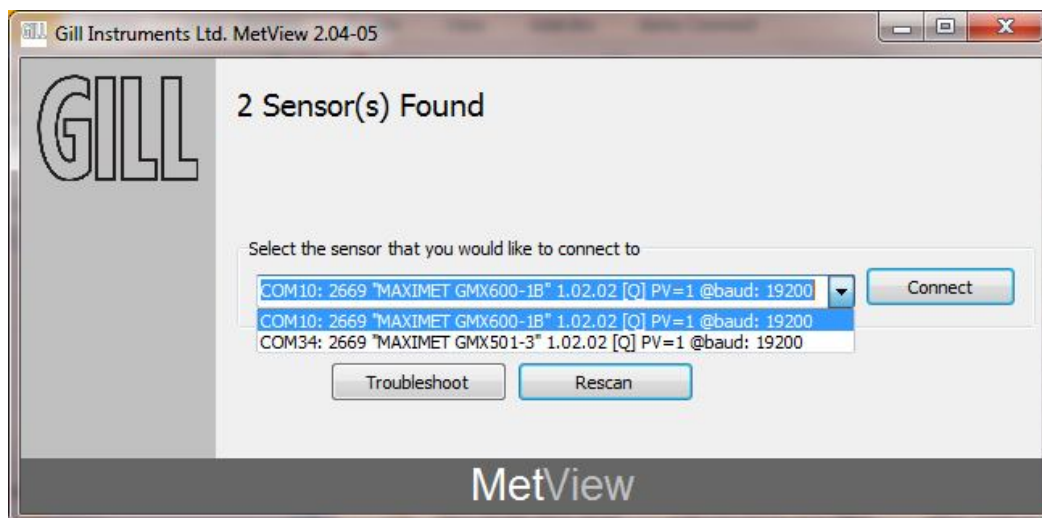 Gill Instruments Ltd. MetView 2.04-05
GILL
2 Sensor(s) Found
Select the sensor that you would like to connect to
COM10: 2669 "MAXIMET GMX600-1B" 1.02.02 [Q] PV=1 @baud: 19200
Connect
COM10: 2669 "MAXIMET GMX600-1B" 1.02.02 [Q] PV=1 @baud: 19200
COM34: 2669 "MAXIMET GMX501-3" 1.02.02 [Q] PV=1 @baud: 19200
Troubleshoot
Rescan
MetView